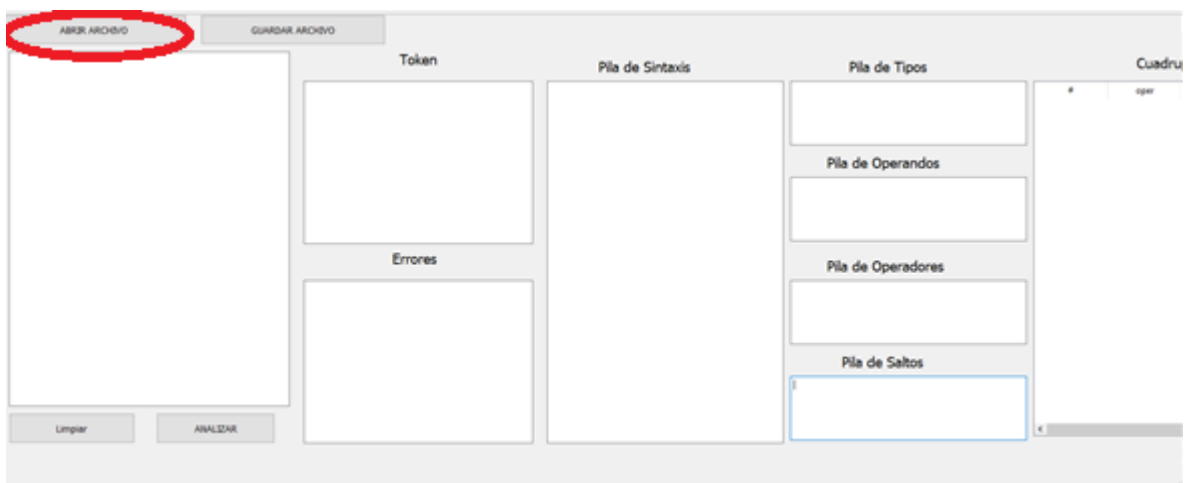 ABRIR ARCHIVO
GUARDAR ARCHIVO
Token
Pila de Sintaxis
Pila de Tipos
Cuadrup
#
oper
Pila de Operandos
Errores
Pila de Operadores
Pila de Saltos
Limpiar
ANALIZAR